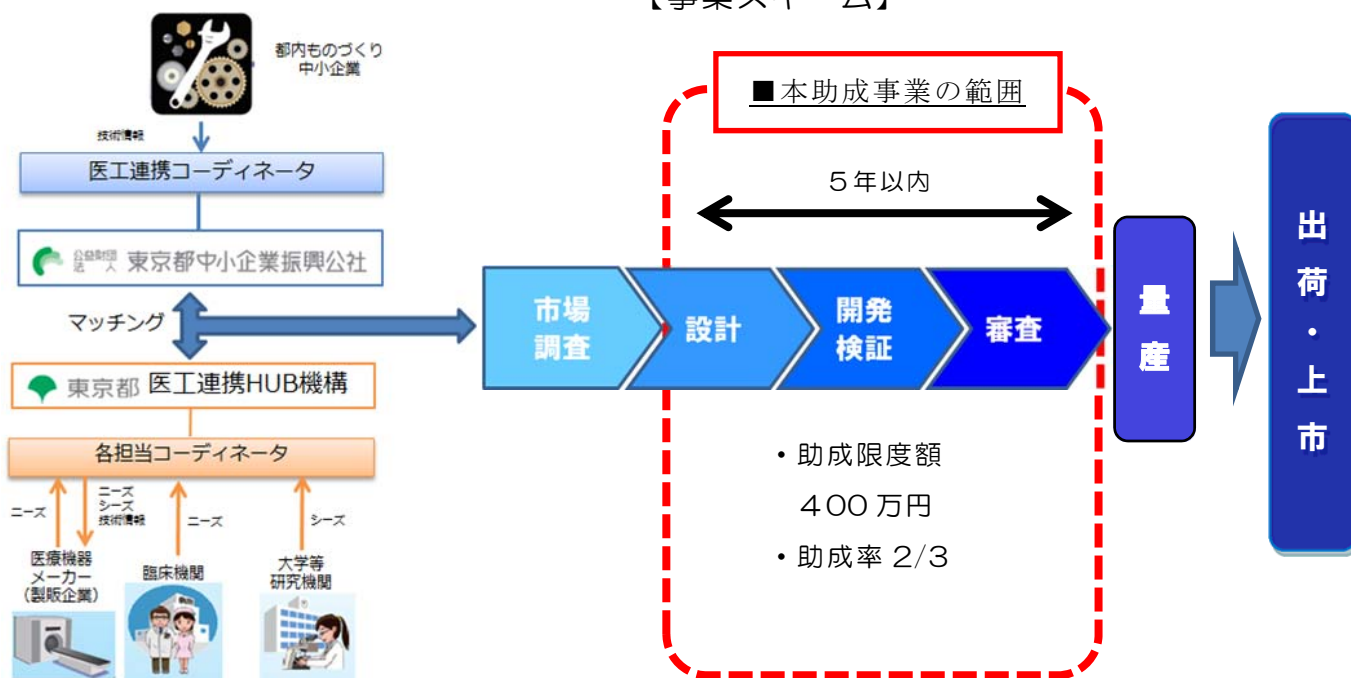 【事業スキーム】
都内ものづくり
中小企業
技術情報
医工連携コーディネータ
公益財団
法 人
東京都中小企業振興公社
マッチング
東京都 医工連携HUB機構
各担当コーディネータ
ニーズ
ニーズ
シーズ
技術情報
ニーズ
シーズ
医療機器
メーカー
（製販企業）
臨床機関
大学等
研究機関
■本助成事業の範囲
5年以内
市場
調査
設計
開発
検証
審査
・助成限度額
400万円
・助成率 2/3
量産
出荷・上市